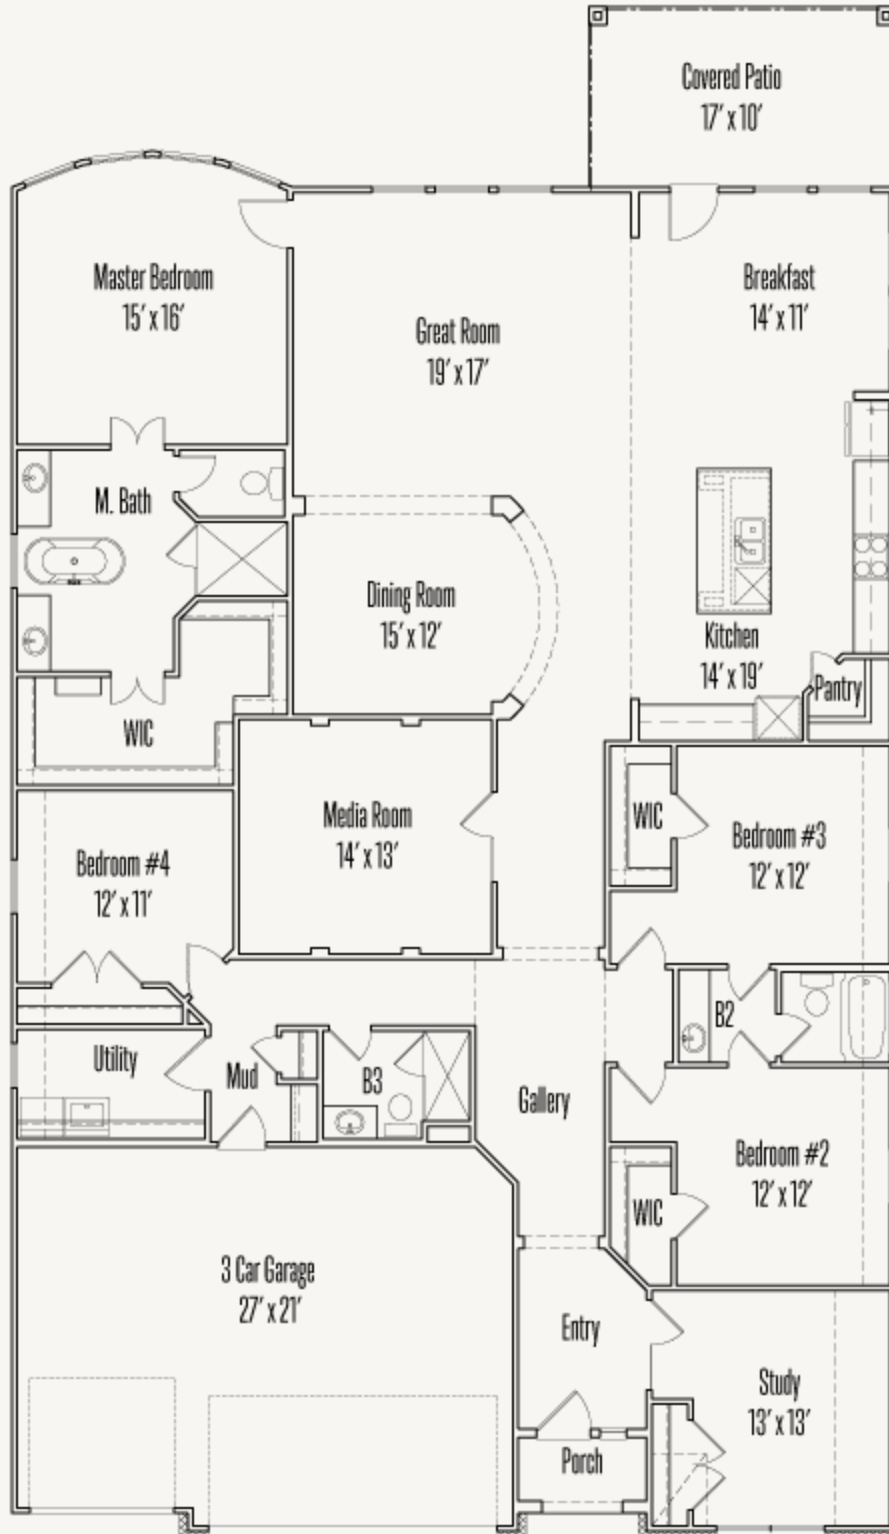 Covered Patio
17' x 10'
Master Bedroom
15' x 16'
Great Room
19' x 17'
Breakfast
14' x 11'
M. Bath
Dining Room
15' x 12'
Kitchen
14' x 19'
Pantry
WIC
Media Room
14' x 13'
WIC
Bedroom #3
12' x 12'
Bedroom #4
12' x 11'
B2
Utility
Mud
B3
Gallery
Bedroom #2
12' x 12'
WIC
3 Car Garage
27' x 21'
Entry
Study
13' x 13'
Porch